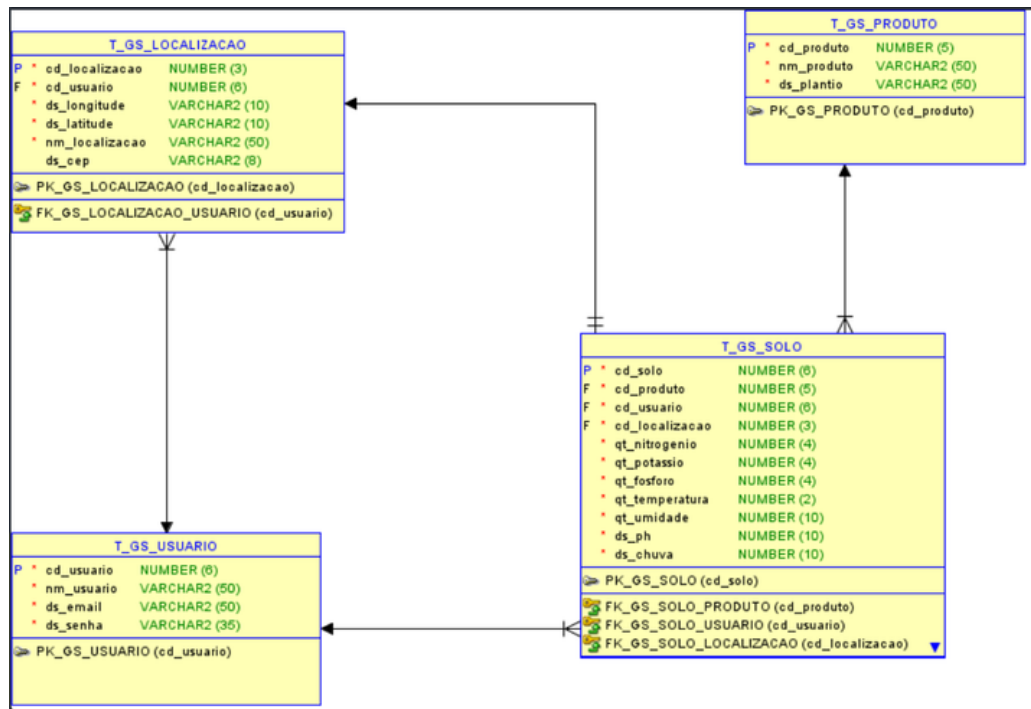 T_GS_LOCALIZACAO
P * cd_localizacao NUMBER (3)
F * cd_usuario NUMBER (6)
* ds_longitude VARCHAR2 (10)
* ds_latitude VARCHAR2 (10)
* nm_localizacao VARCHAR2 (50)
ds_cep VARCHAR2 (8)
PK_GS_LOCALIZACAO (cd_localizacao)
FK_GS_LOCALIZACAO_USUARIO (cd_usuario)
T_GS_PRODUTO
P * cd_produto NUMBER (5)
* nm_produto VARCHAR2 (50)
* ds_plantio VARCHAR2 (50)
PK_GS_PRODUTO (cd_produto)
T_GS_SOLO
P * cd_solo NUMBER (6)
F * cd_produto NUMBER (5)
F * cd_usuario NUMBER (6)
F * cd_localizacao NUMBER (3)
* qt_nitrogenio NUMBER (4)
* qt_potassio NUMBER (4)
* qt_fosforo NUMBER (4)
* qt_temperatura NUMBER (2)
* qt_umidade NUMBER (10)
* ds_ph NUMBER (10)
* ds_chuva NUMBER (10)
PK_GS_SOLO (cd_solo)
FK_GS_SOLO_PRODUTO (cd_produto)
FK_GS_SOLO_USUARIO (cd_usuario)
FK_GS_SOLO_LOCALIZACAO (cd_localizacao)
T_GS_USUARIO
P * cd_usuario NUMBER (6)
* nm_usuario VARCHAR2 (50)
* ds_email VARCHAR2 (50)
* ds_senha VARCHAR2 (35)
PK_GS_USUARIO (cd_usuario)